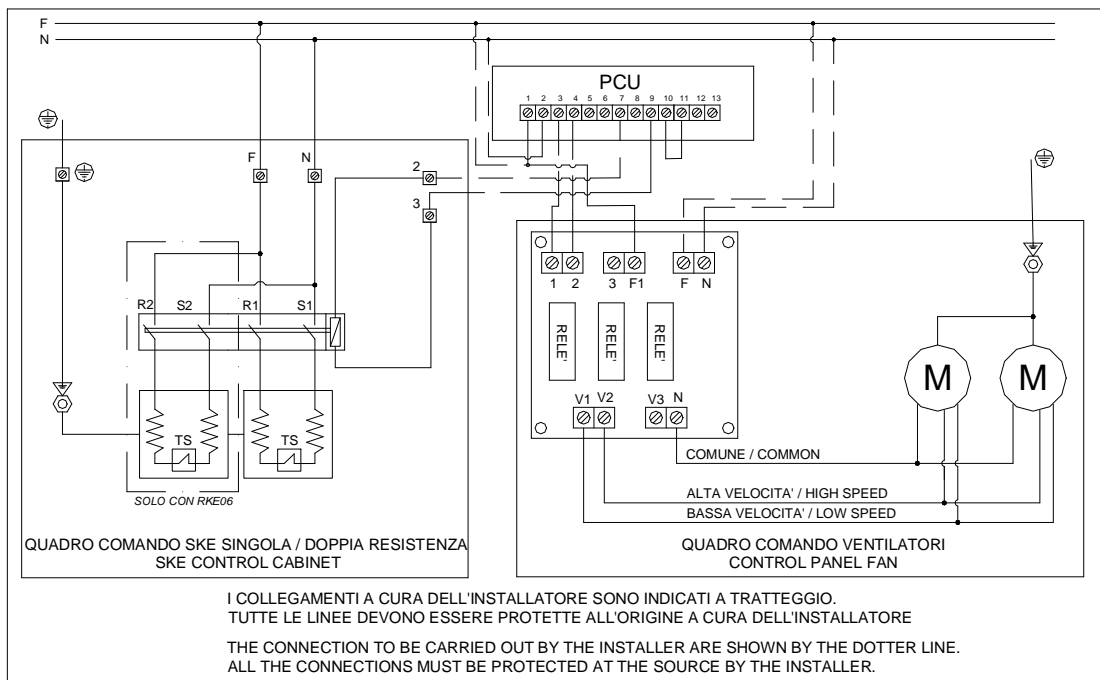 F
N
PCU
1 2 3 4 5 6 7 8 9 10 11 12 13
F N
2
3
R2 S2 R1 S1
TS TS
SOLO CON RKE06
QUADRO COMANDO SKE SINGOLA / DOPPIA RESISTENZA
SKE CONTROL CABINET
1 2 3 F1 F N
RELE' RELE' RELE'
V1 V2 V3 N
M M
COMUNE / COMMON
ALTA VELOCITA' / HIGH SPEED
BASSA VELOCITA' / LOW SPEED
QUADRO COMANDO VENTILATORI
CONTROL PANEL FAN
I COLLEGAMENTI A CURA DELL'INSTALLATORE SONO INDICATI A TRATTEGGIO.
TUTTE LE LINEE DEVONO ESSERE PROTETTE ALL'ORIGINE A CURA DELL'INSTALLATORE
THE CONNECTION TO BE CARRIED OUT BY THE INSTALLER ARE SHOWN BY THE DOTTER LINE.
ALL THE CONNECTIONS MUST BE PROTECTED AT THE SOURCE BY THE INSTALLER.